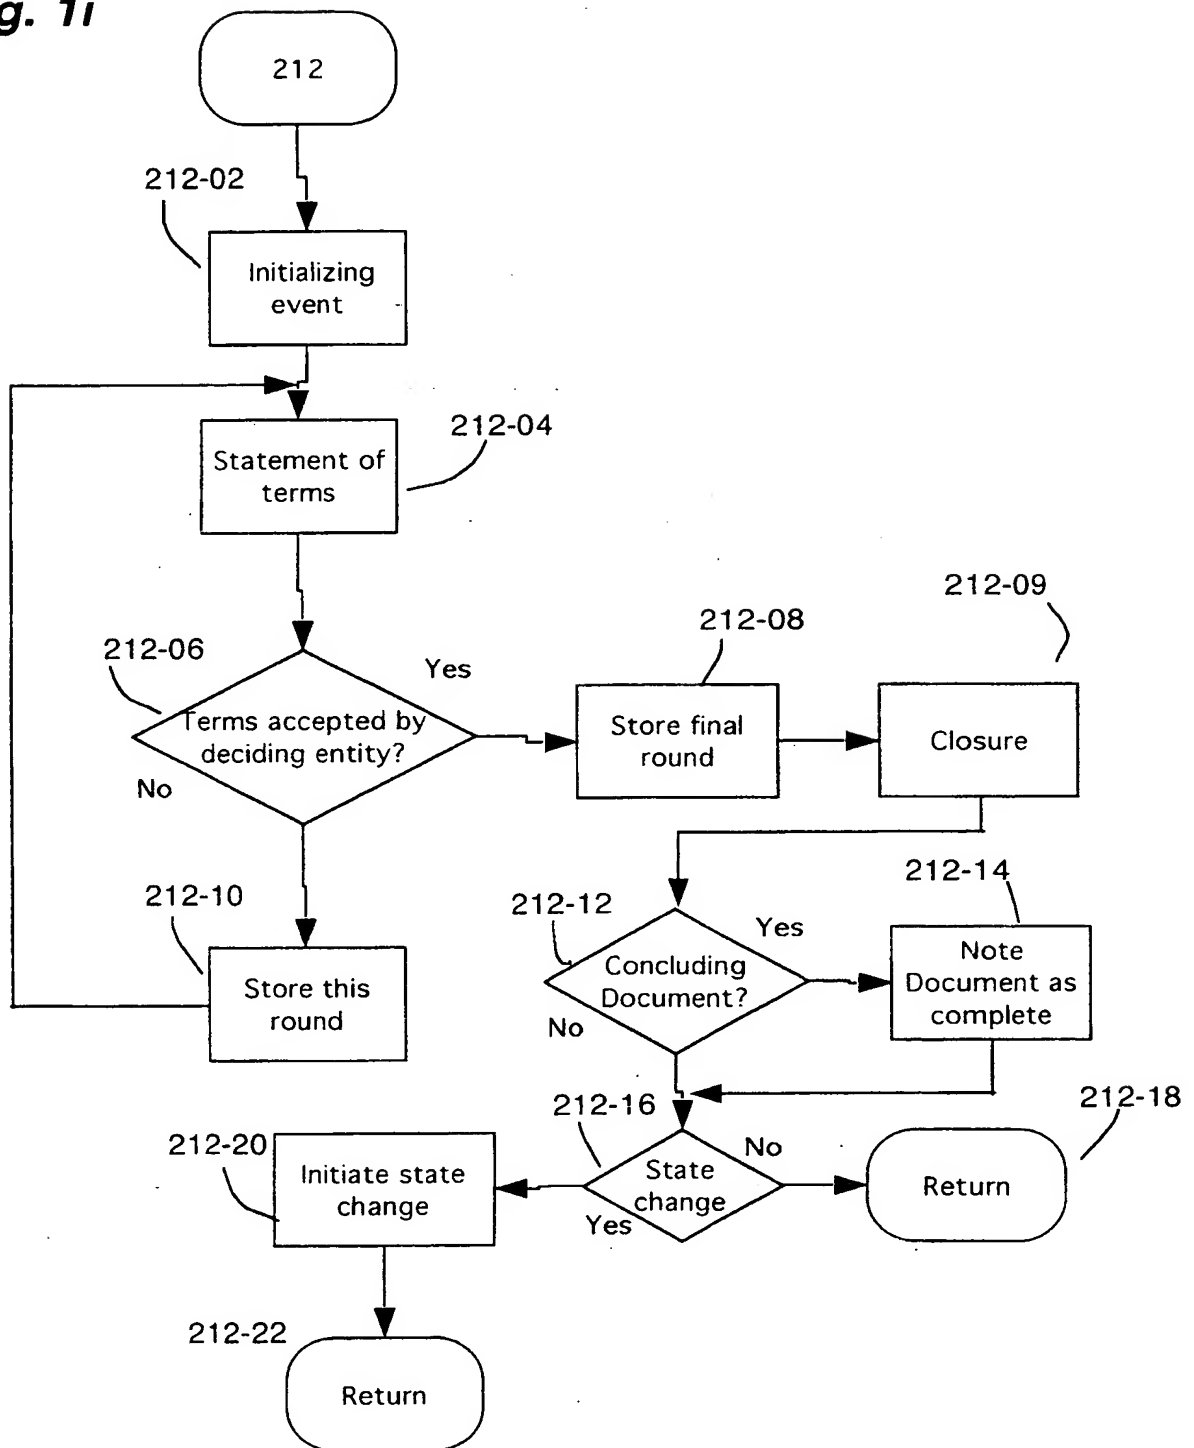 g. 1i
212
212-02
Initializing
event
212-04
Statement of
terms
212-06
Terms accepted by
deciding entity?
Yes
No
212-08
Store final
round
212-09
Closure
212-10
Store this
round
212-12
Concluding
Document?
Yes
No
212-14
Note
Document as
complete
212-16
State
change
No
Yes
212-18
Return
212-20
Initiate state
change
212-22
Return